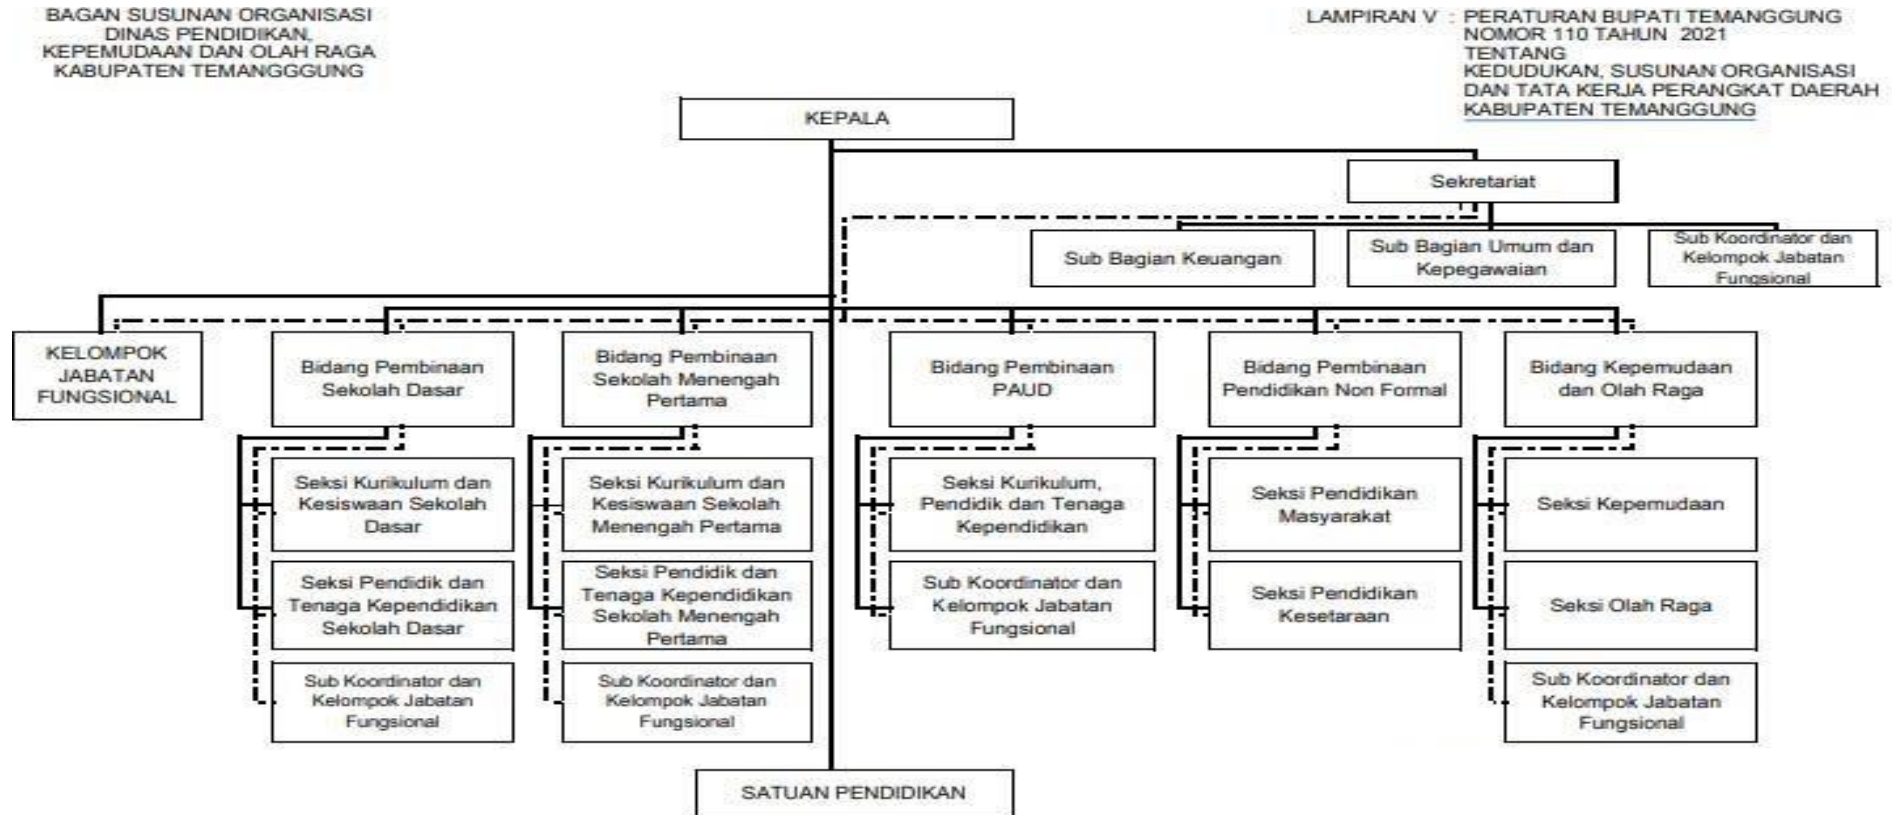 BAGAN SUSUNAN ORGANISASI
DINAS PENDIDIKAN,
KEPEMUDAAN DAN OLAH RAGA
KABUPATEN TEMANGGGUNG
LAMPIRAN V : PERATURAN BUPATI TEMANGGUNG
NOMOR 110 TAHUN 2021
TENTANG
KEDUDUKAN, SUSUNAN ORGANISASI
DAN TATA KERJA PERANGKAT DAERAH
KABUPATEN TEMANGGUNG
KEPALA
Sekretariat
Sub Bagian Keuangan
Sub Bagian Umum dan
Kepegawaian
Sub Koordinator dan
Kelompok Jabatan
Fungsional
KELOMPOK
JABATAN
FUNGSIONAL
Bidang Pembinaan
Sekolah Dasar
Bidang Pembinaan
Sekolah Menengah
Pertama
Bidang Pembinaan
PAUD
Bidang Pembinaan
Pendidikan Non Formal
Bidang Kepemudaan
dan Olah Raga
Seksi Kurikulum dan
Kesiswaan Sekolah
Dasar
Seksi Kurikulum dan
Kesiswaan Sekolah
Menengah Pertama
Seksi Kurikulum,
Pendidik dan Tenaga
Kependidikan
Seksi Pendidikan
Masyarakat
Seksi Kepemudaan
Seksi Pendidik dan
Tenaga Kependidikan
Sekolah Dasar
Seksi Pendidik dan
Tenaga Kependidikan
Sekolah Menengah
Pertama
Sub Koordinator dan
Kelompok Jabatan
Fungsional
Seksi Pendidikan
Kesetaraan
Seksi Olah Raga
Sub Koordinator dan
Kelompok Jabatan
Fungsional
Sub Koordinator dan
Kelompok Jabatan
Fungsional
Sub Koordinator dan
Kelompok Jabatan
Fungsional
SATUAN PENDIDIKAN